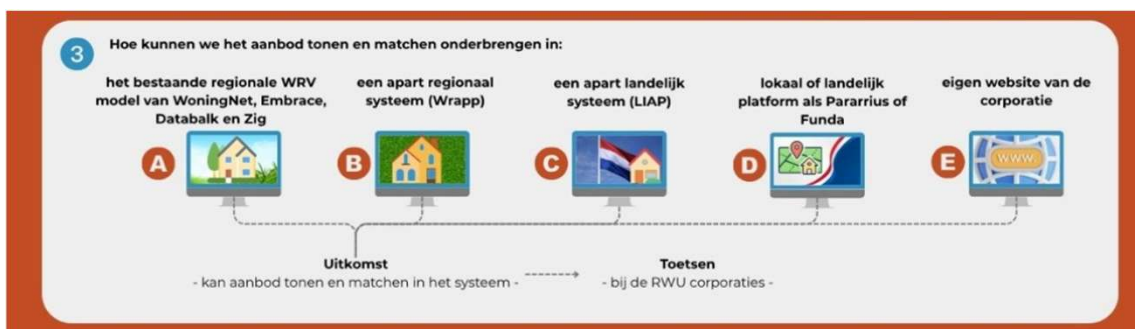 3
Hoe kunnen we het aanbod tonen en matchen onderbrengen in:
het bestaande regionale WRV
model van WoningNet, Embrace,
Databalk en Zig
een apart regionaal
systeem (Wrapp)
een apart landelijk
systeem (LIAP)
lokaal of landelijk
platform als Pararrius of
Funda
eigen website van de
corporatie
A
B
C
D
E
WWW.
Uitkomst
- kan aanbod tonen en matchen in het systeem -
Toetsen
- bij de RWU corporaties -